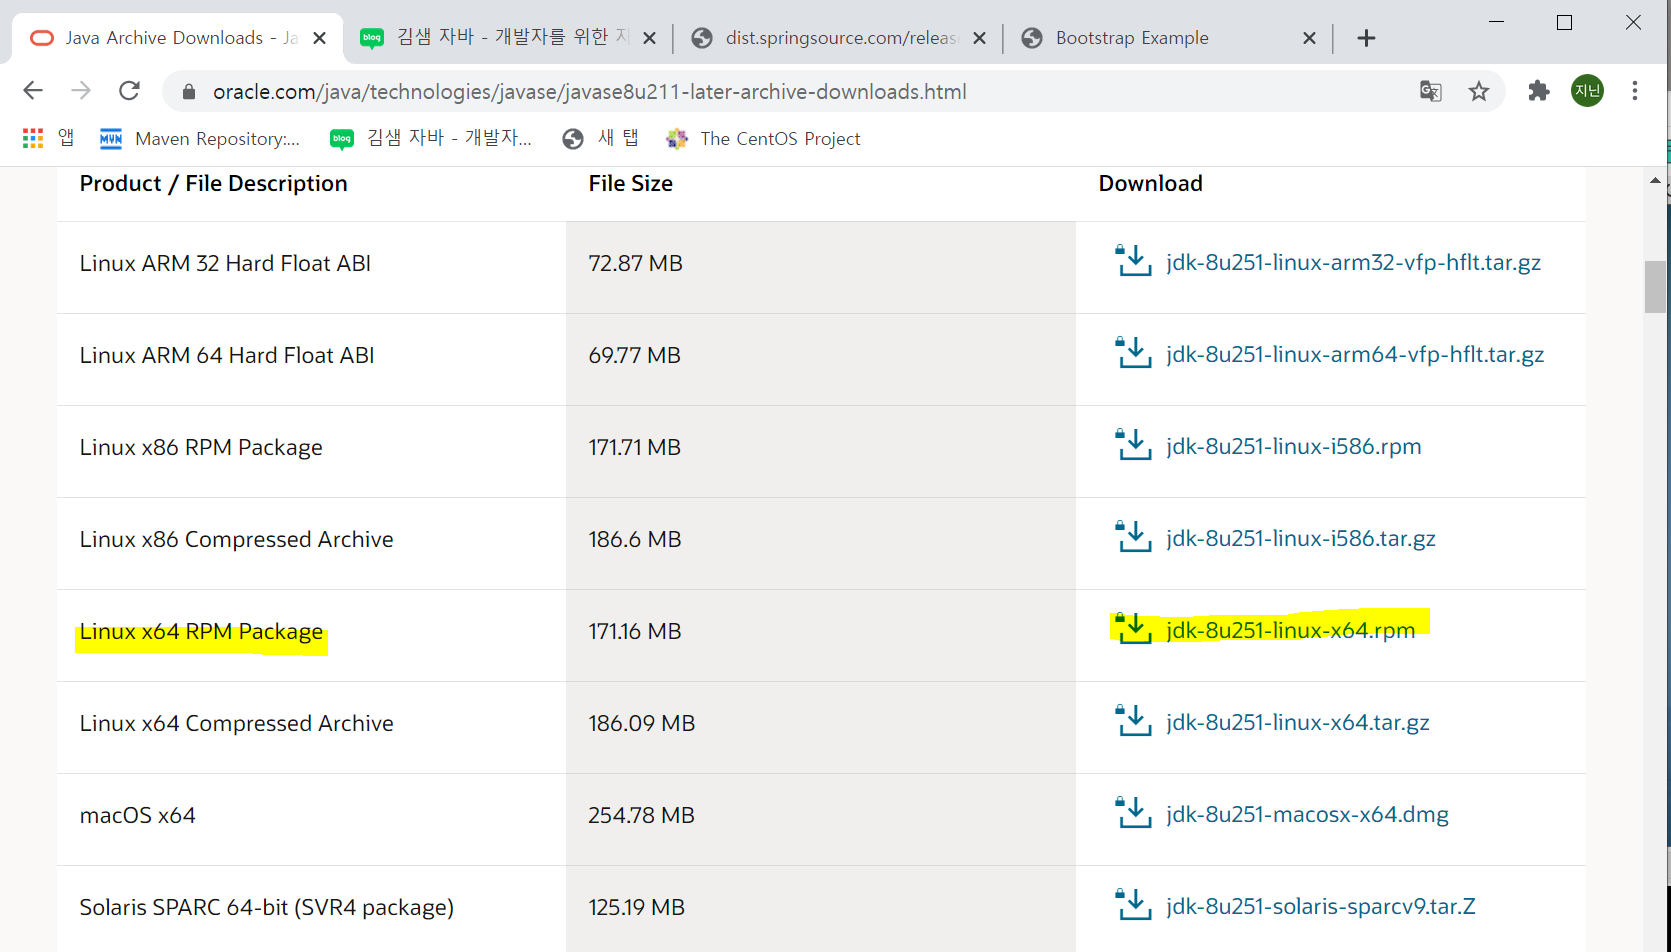 Java Archive Downloads - Ja
blog 김샘 자바 - 개발자를 위한
dist.springsource.com/releas
Bootstrap Example
oracle.com/java/technologies/javase/javase8u211-later-archive-downloads.html
지닌
앱
MVN Maven Repository:...
blog 김샘 자바 - 개발자...
새 탭
The CentOS Project
Product / File Description File Size Download
Linux ARM 32 Hard Float ABI 72.87 MB jdk-8u251-linux-arm32-vfp-hflt.tar.gz
Linux ARM 64 Hard Float ABI 69.77 MB jdk-8u251-linux-arm64-vfp-hflt.tar.gz
Linux x86 RPM Package 171.71 MB jdk-8u251-linux-i586.rpm
Linux x86 Compressed Archive 186.6 MB jdk-8u251-linux-i586.tar.gz
Linux x64 RPM Package 171.16 MB jdk-8u251-linux-x64.rpm
Linux x64 Compressed Archive 186.09 MB jdk-8u251-linux-x64.tar.gz
macOS x64 254.78 MB jdk-8u251-macosx-x64.dmg
Solaris SPARC 64-bit (SVR4 package) 125.19 MB jdk-8u251-solaris-sparcv9.tar.Z